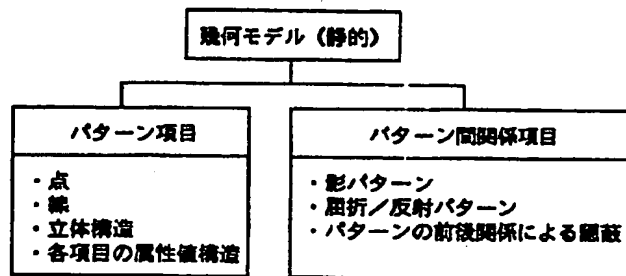 幾何モデル（静的）
パターン項目
・点
・線
・立体構造
・各項目の属性値構造
パターン間関係項目
・影パターン
・屈折／反射パターン
・パターンの前後関係による隠蔽